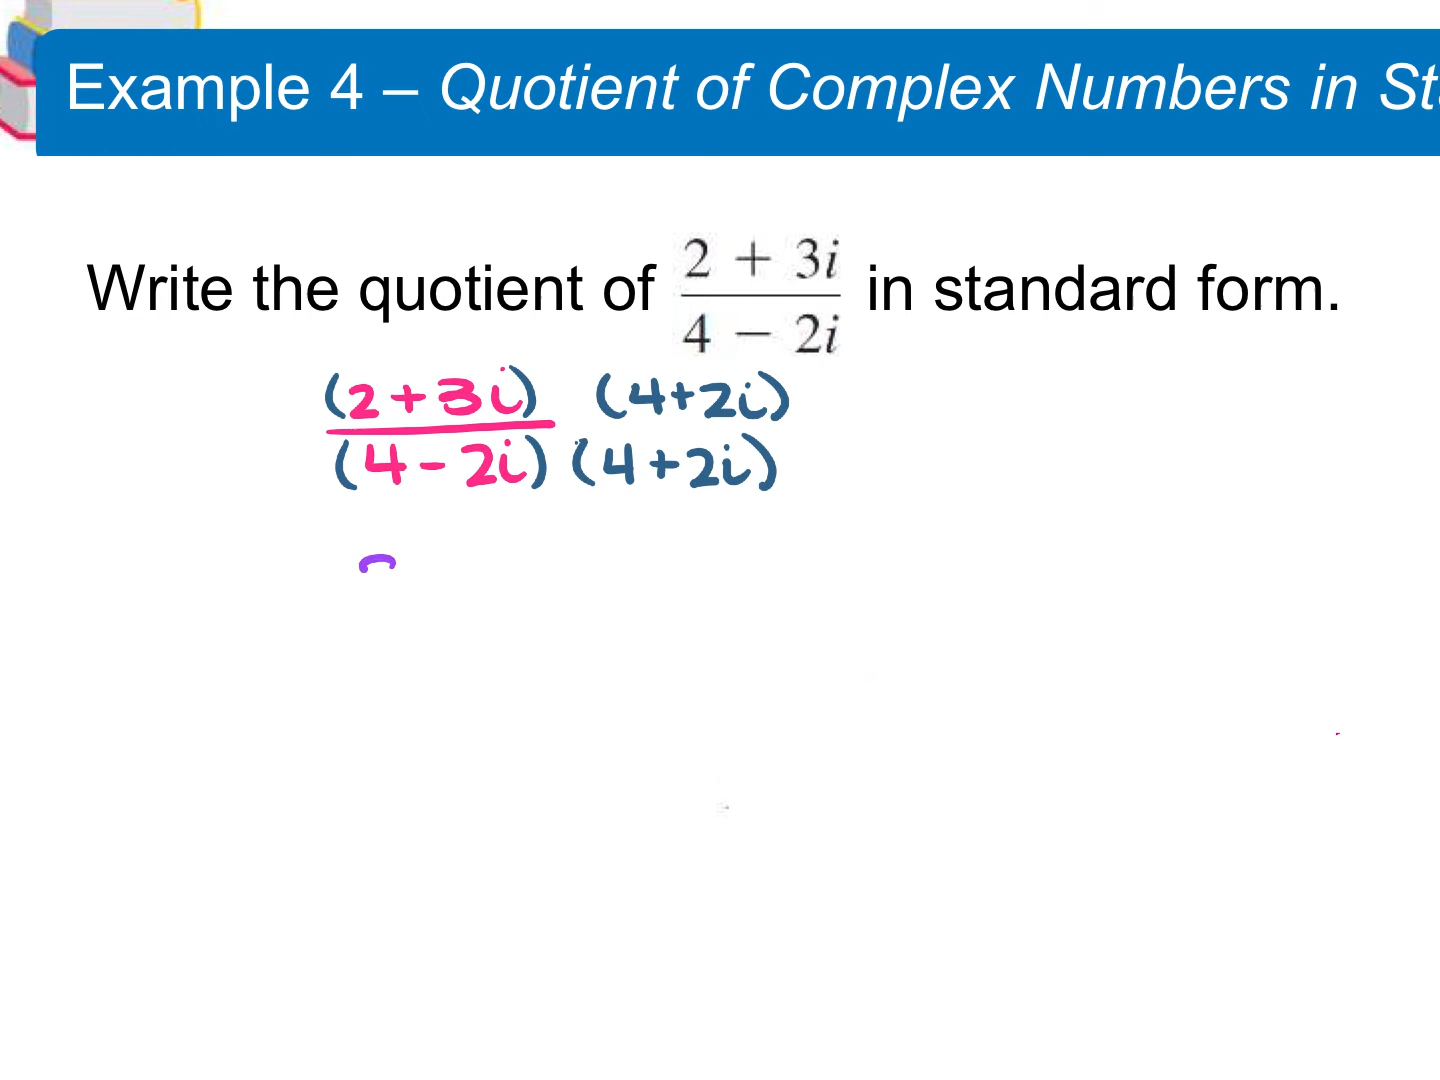 Example 4 – Quotient of Complex Numbers in
Write the quotient of 2 + 3i / 4 − 2i in standard form.
(2+3i) (4+2i)
(4-2i) (4+2i)